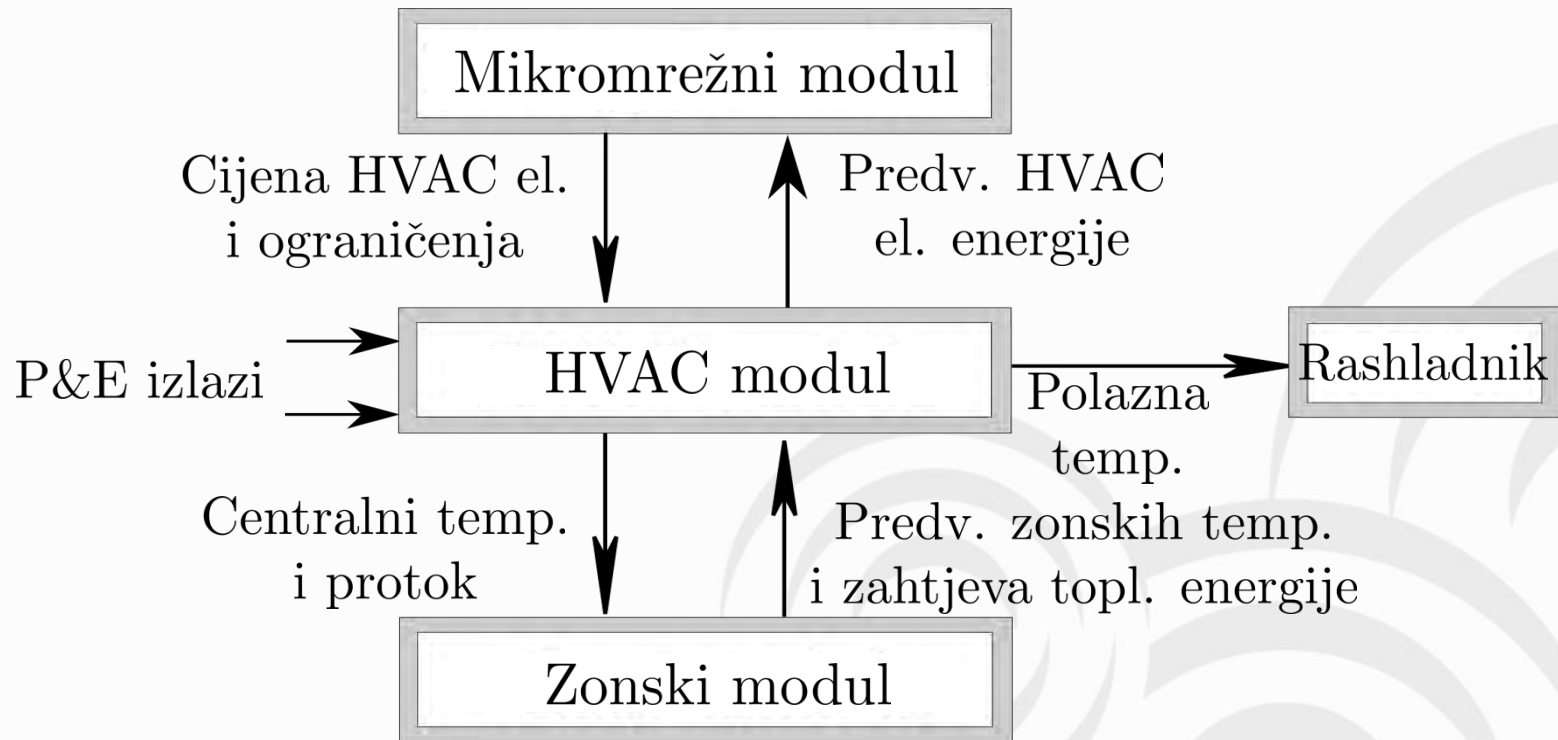 Mikromrežni modul
Cijena HVAC el.
i ograničenja
Predv. HVAC
el. energije
P&E izlazi
HVAC modul
Polazna
temp.
Rashladnik
Centralni temp.
i protok
Predv. zonskih temp.
i zahtjeva topl. energije
Zonski modul